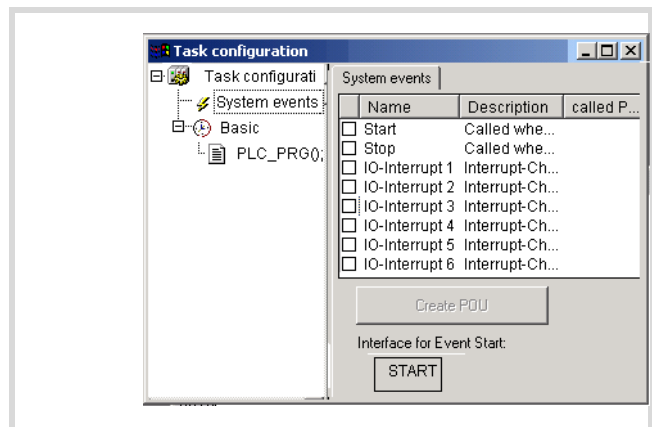 Task configuration
Task configurati
System events
Basic
PLC_PRG();
System events
Name Description called P...
Start Called whe...
Stop Called whe...
IO-Interrupt 1 Interrupt-Ch...
IO-Interrupt 2 Interrupt-Ch...
IO-Interrupt 3 Interrupt-Ch...
IO-Interrupt 4 Interrupt-Ch...
IO-Interrupt 5 Interrupt-Ch...
IO-Interrupt 6 Interrupt-Ch...
Create POU
Interface for Event Start:
START